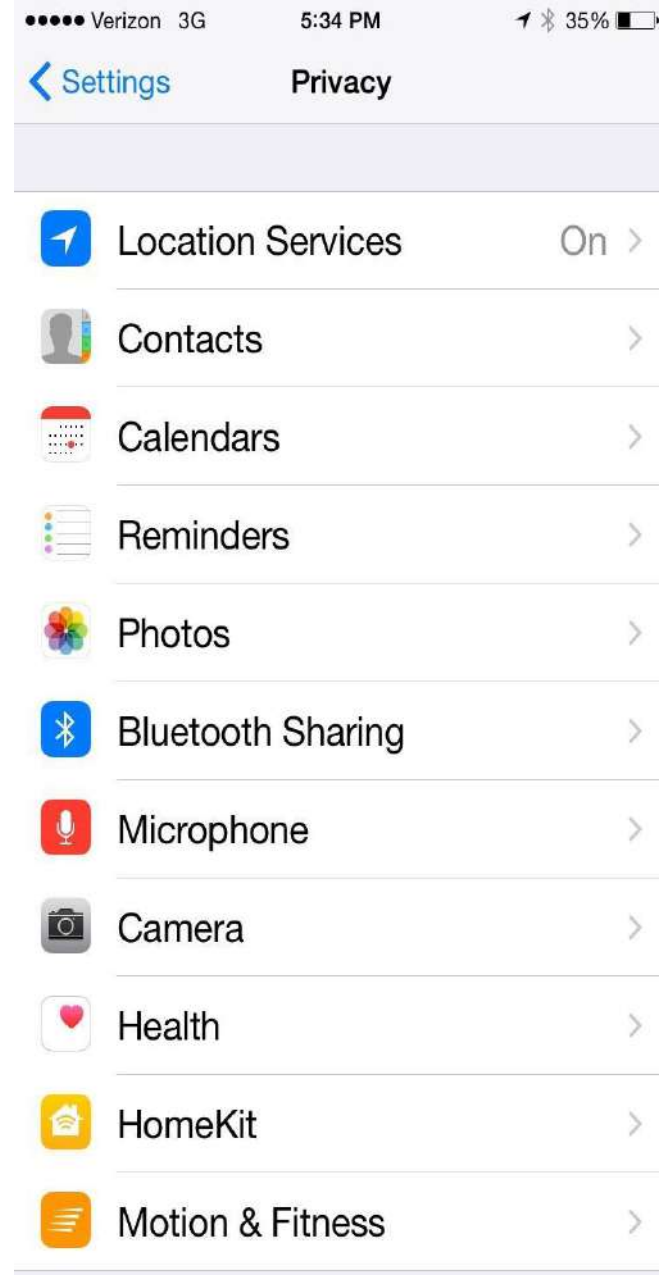 Verizon 3G 5:34 PM 35%
Settings Privacy
Location Services On
Contacts
Calendars
Reminders
Photos
Bluetooth Sharing
Microphone
Camera
Health
HomeKit
Motion & Fitness